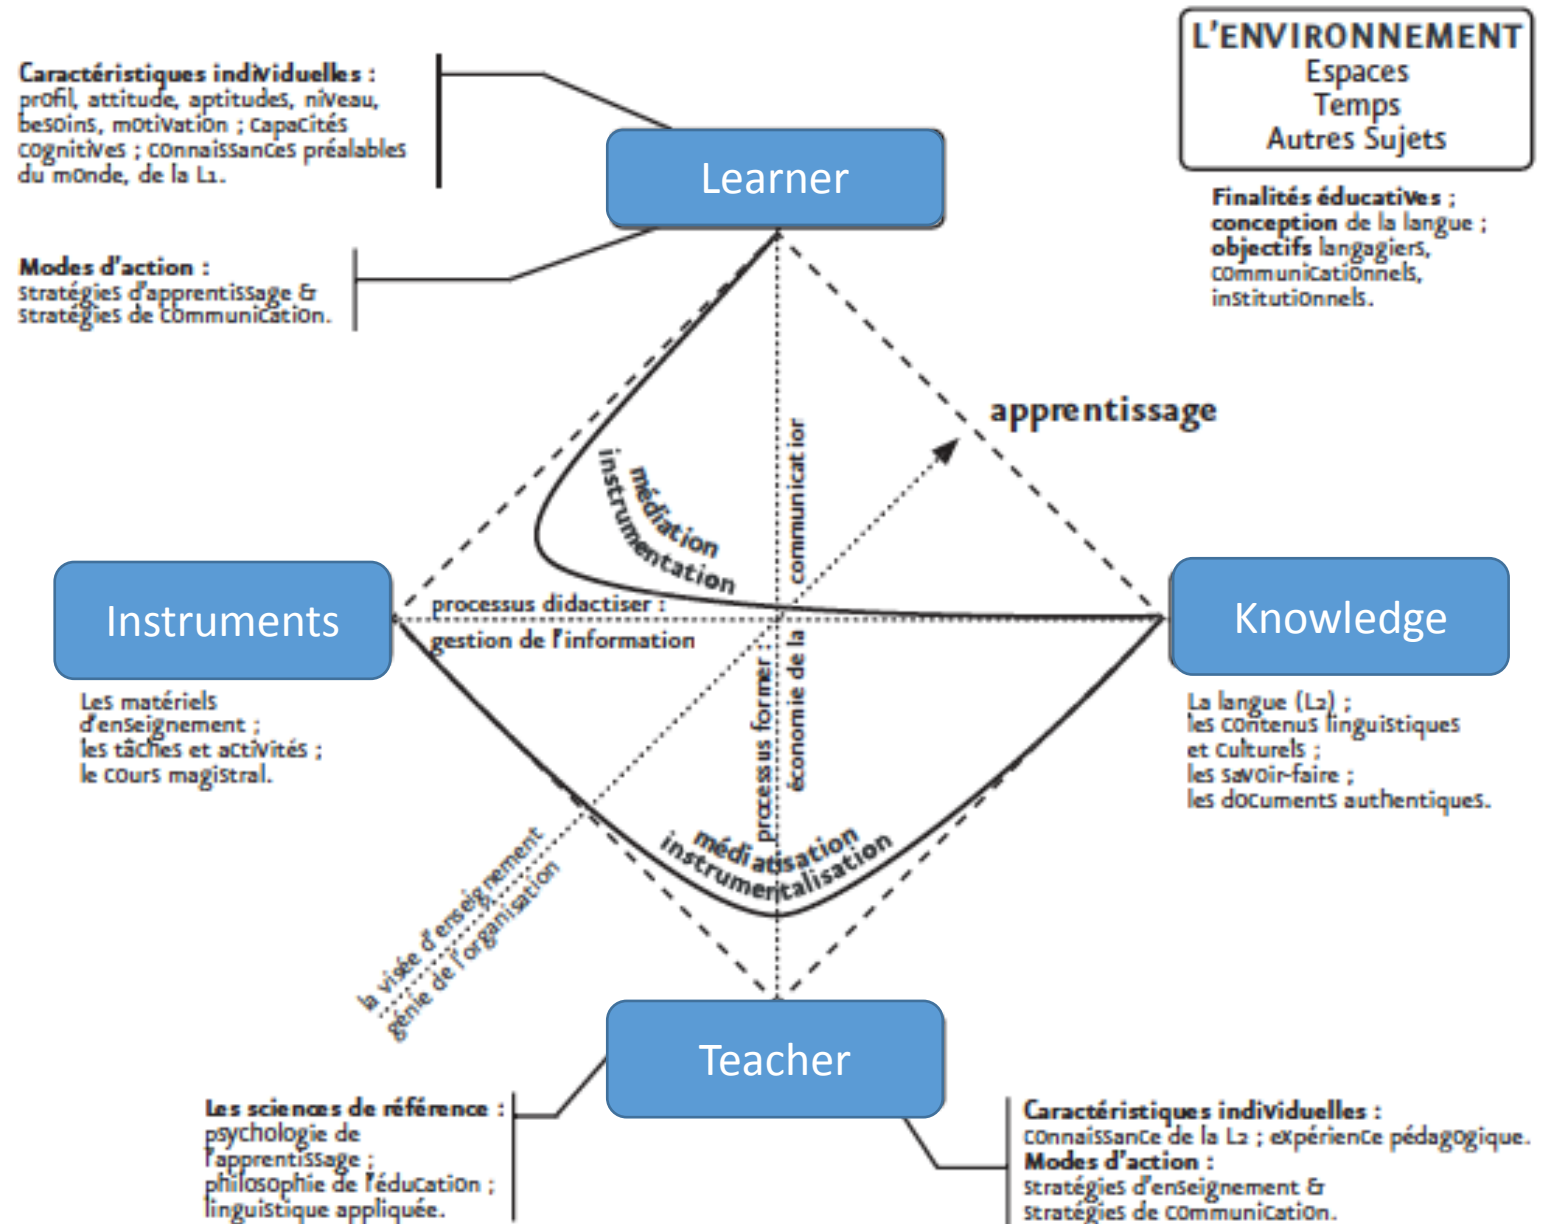 Caractéristiques individuelles :
profil, attitude, aptitudes, niveau,
besoins, motivation ; capacités
cognitives ; connaissances préalables
du monde, de la L1.
Modes d'action :
stratégies d'apprentissage &
stratégies de communication.
Learner
L'ENVIRONNEMENT
Espaces
Temps
Autres Sujets
Finalités éducatives ;
conception de la langue ;
objectifs langagiers,
communicationnels,
institutionnels.
apprentissage
médiation
instrumentation
communication
processus didactiser :
gestion de l'information
processus former :
économie de la
Instruments
Les matériels
d'enseignement ;
les tâches et activités ;
le cours magistral.
Knowledge
La langue (L2) ;
les contenus linguistiques
et culturels ;
les savoir-faire ;
les documents authentiques.
médiatisation
instrumentalisation
la visée d'enseignement
génie de l'organisation
Teacher
Les sciences de référence :
psychologie de
l'apprentissage ;
philosophie de l'éducation ;
linguistique appliquée.
Caractéristiques individuelles :
connaissance de la L2 ; expérience pédagogique.
Modes d'action :
stratégies d'enseignement &
stratégies de communication.